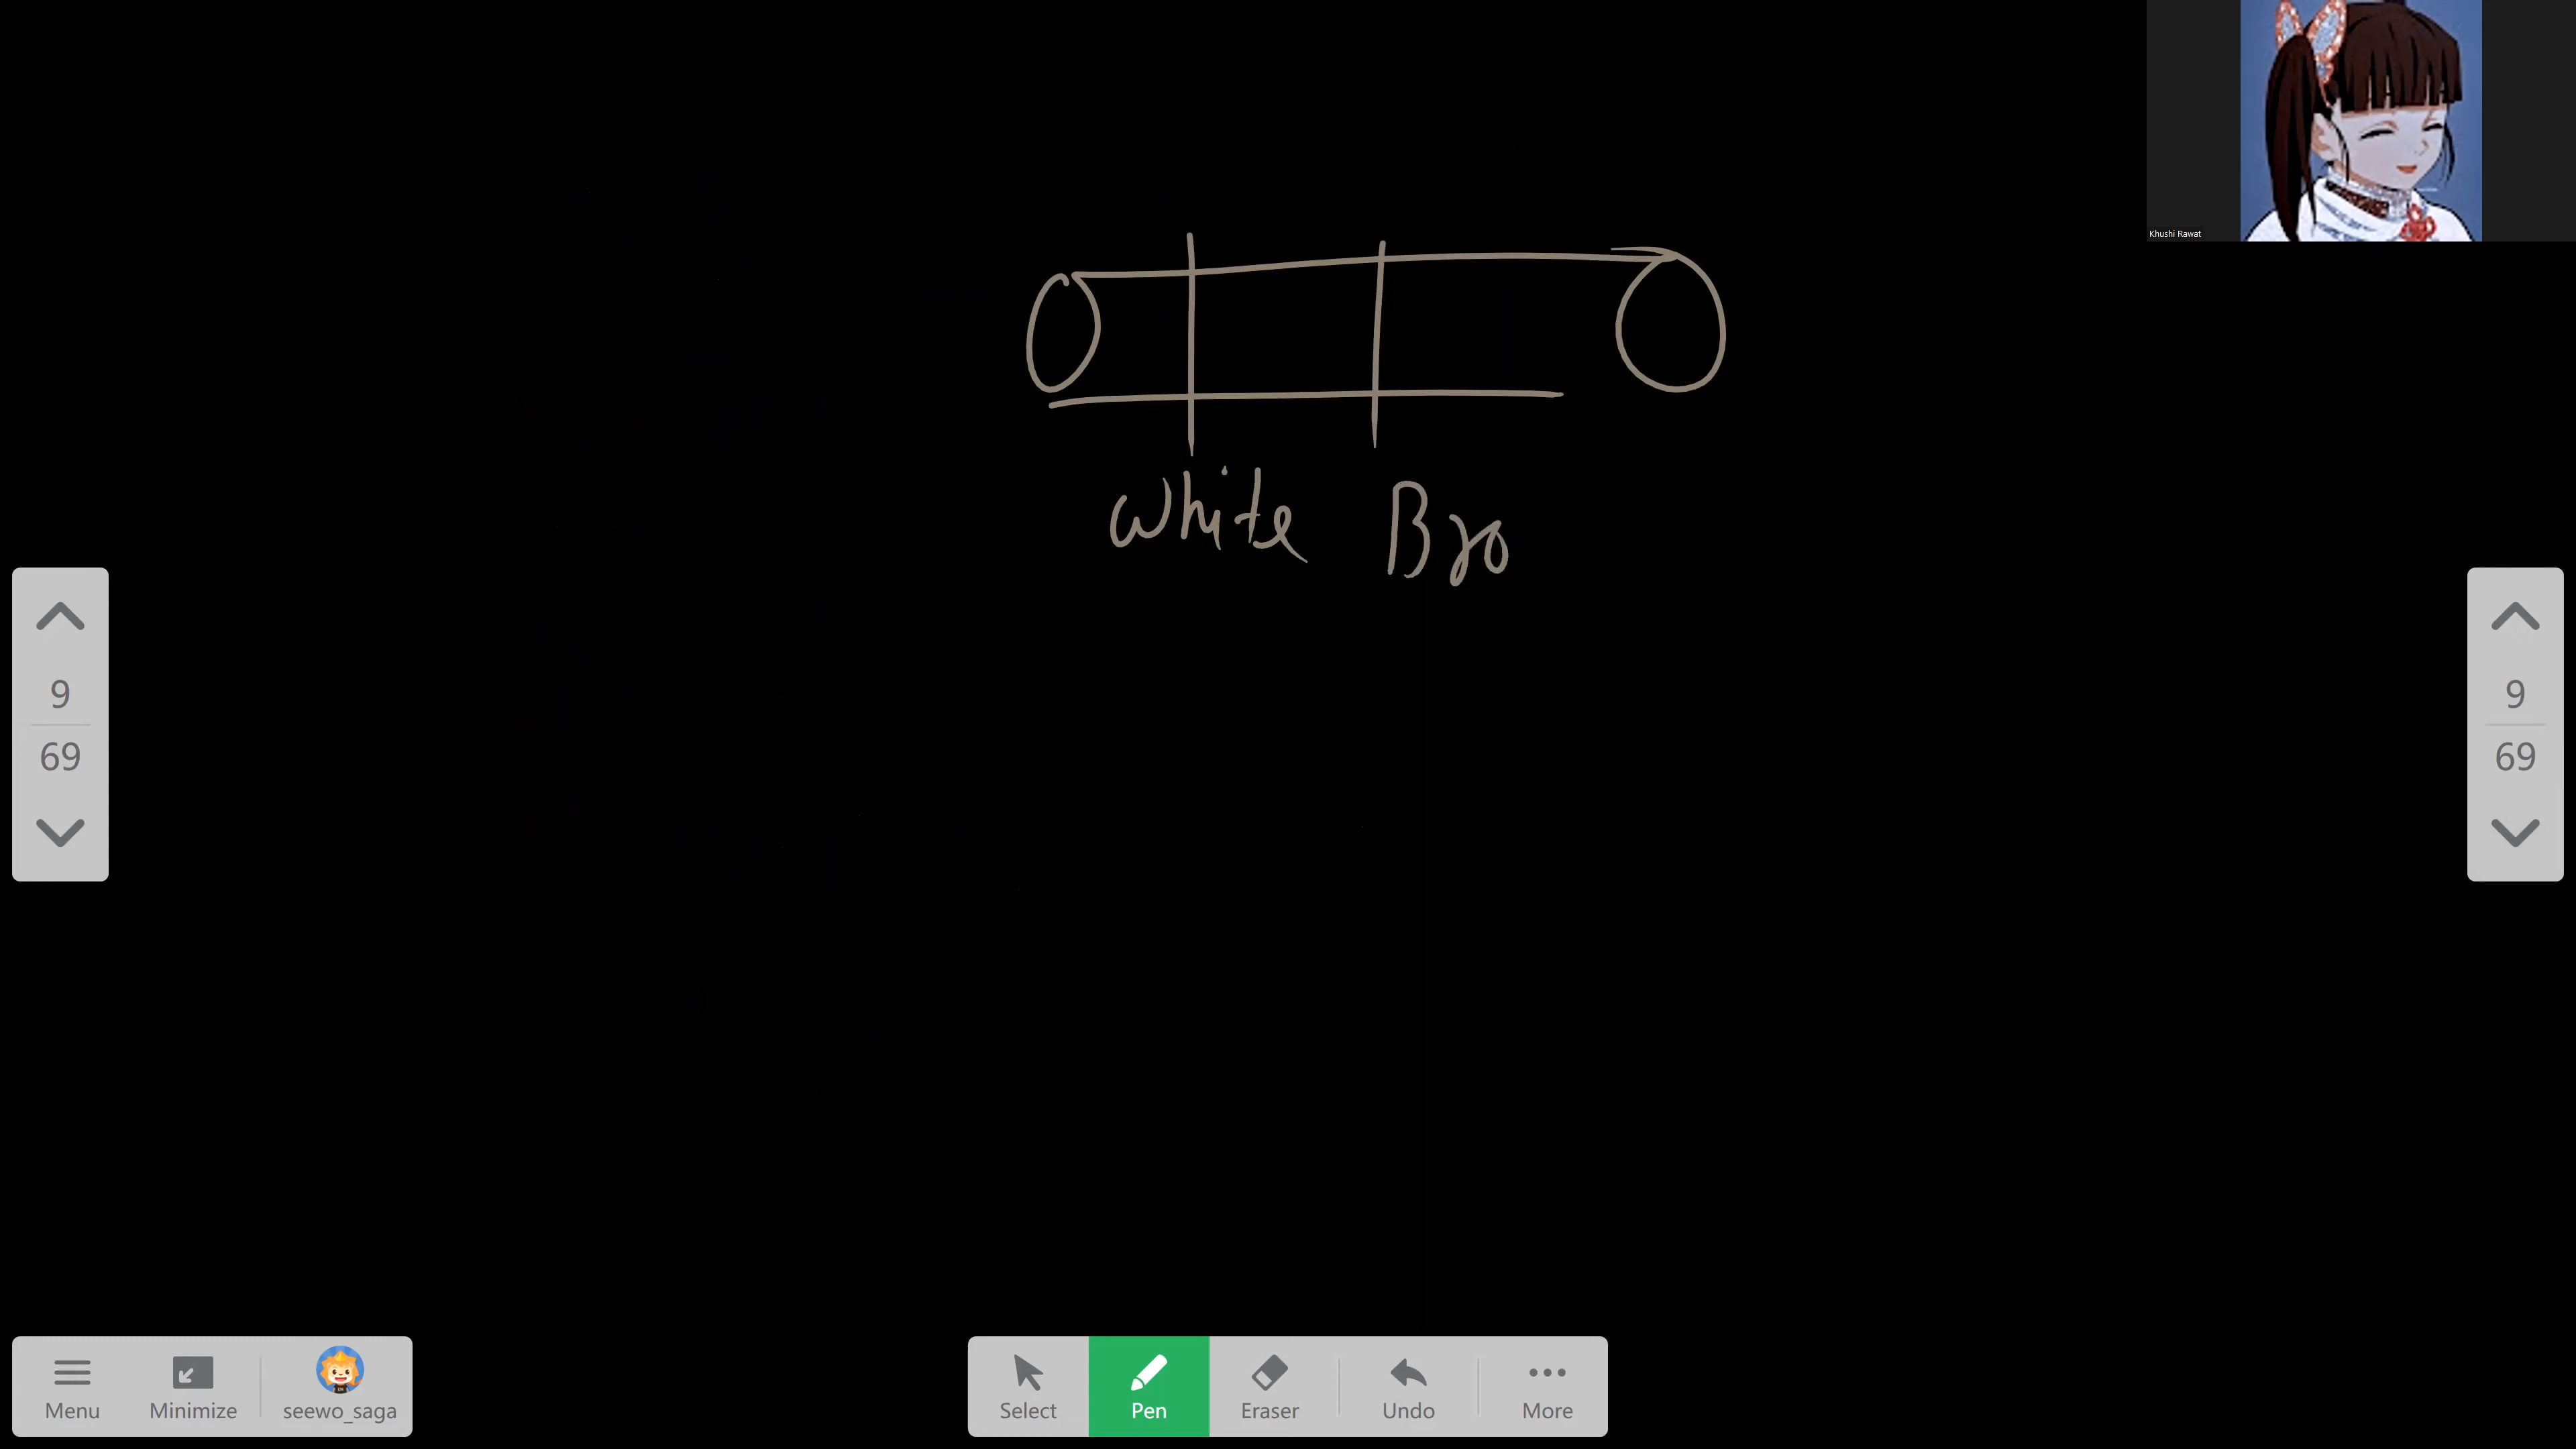 Khushi Rawat
White Bro
9
69
9
69
Menu
Minimize
seewo_saga
Select
Pen
Eraser
Undo
More